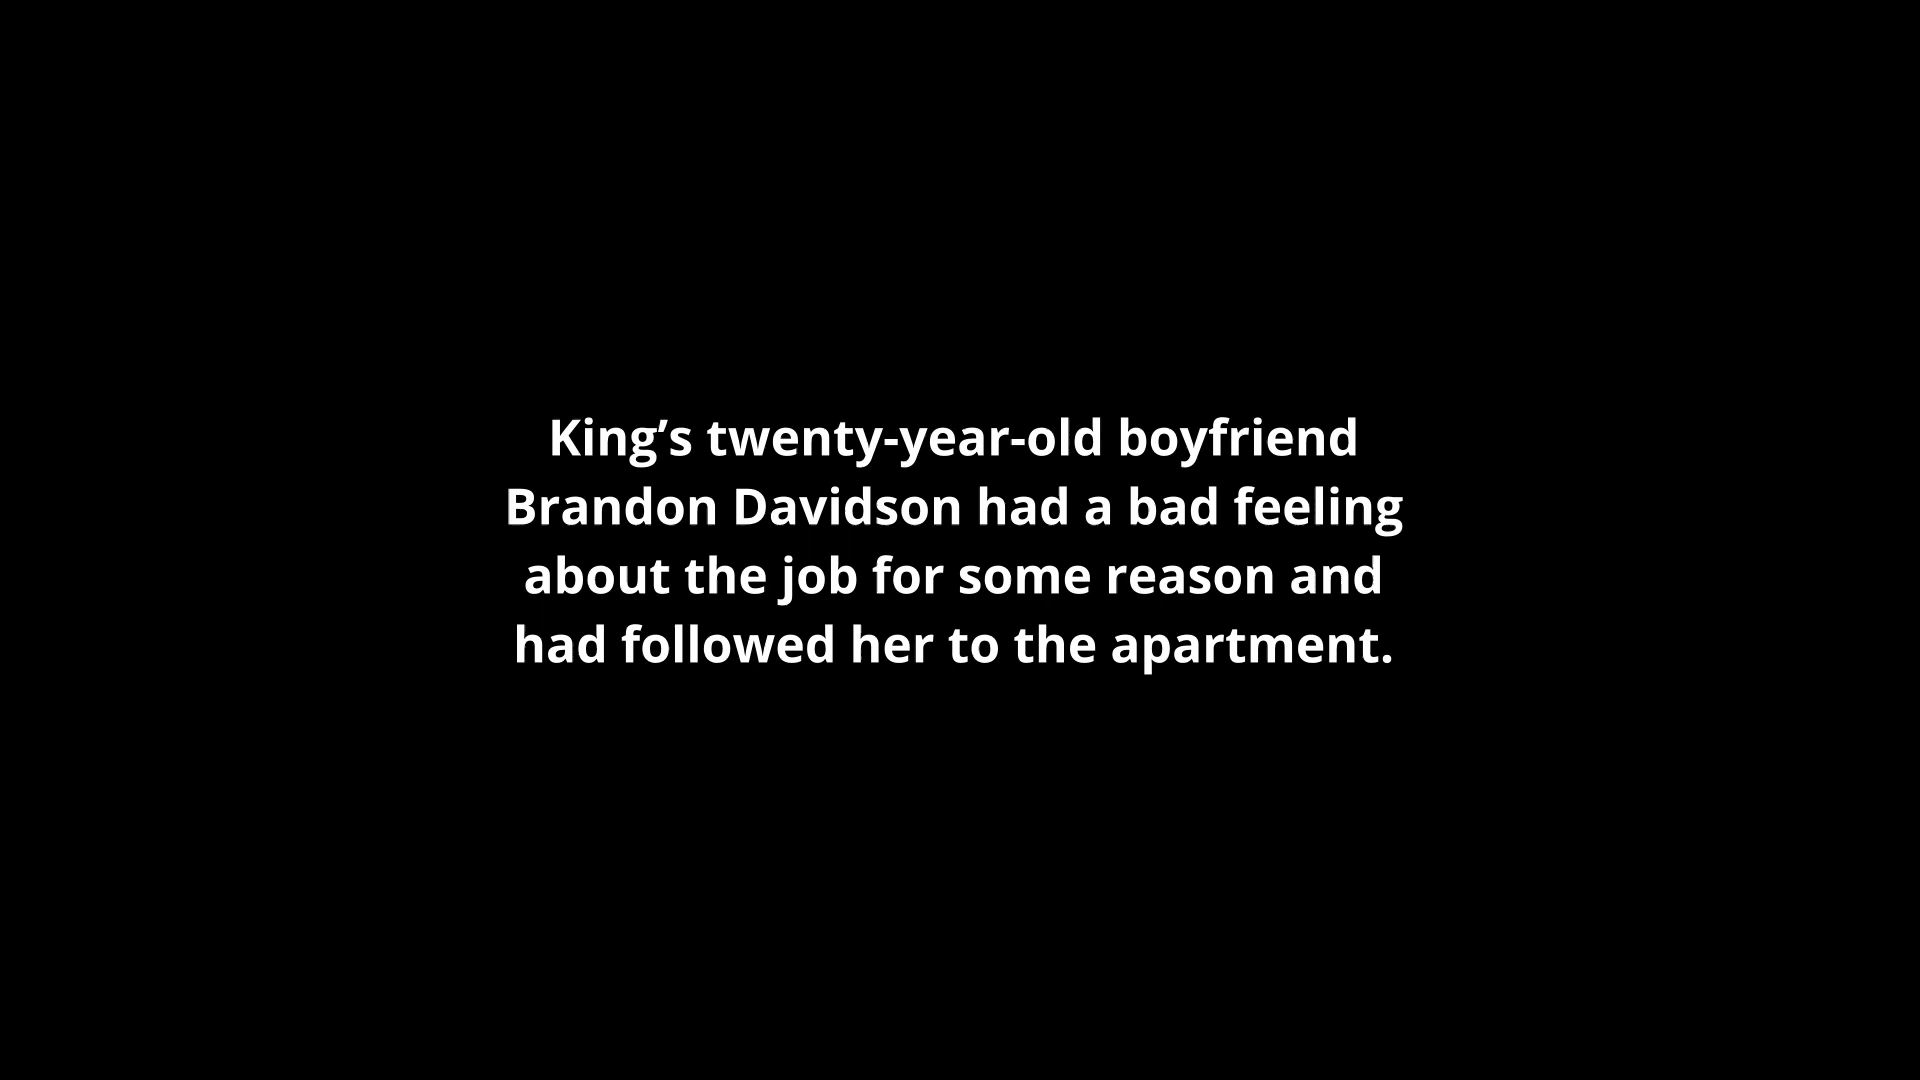 King’s twenty-year-old boyfriend
Brandon Davidson had a bad feeling
about the job for some reason and
had followed her to the apartment.